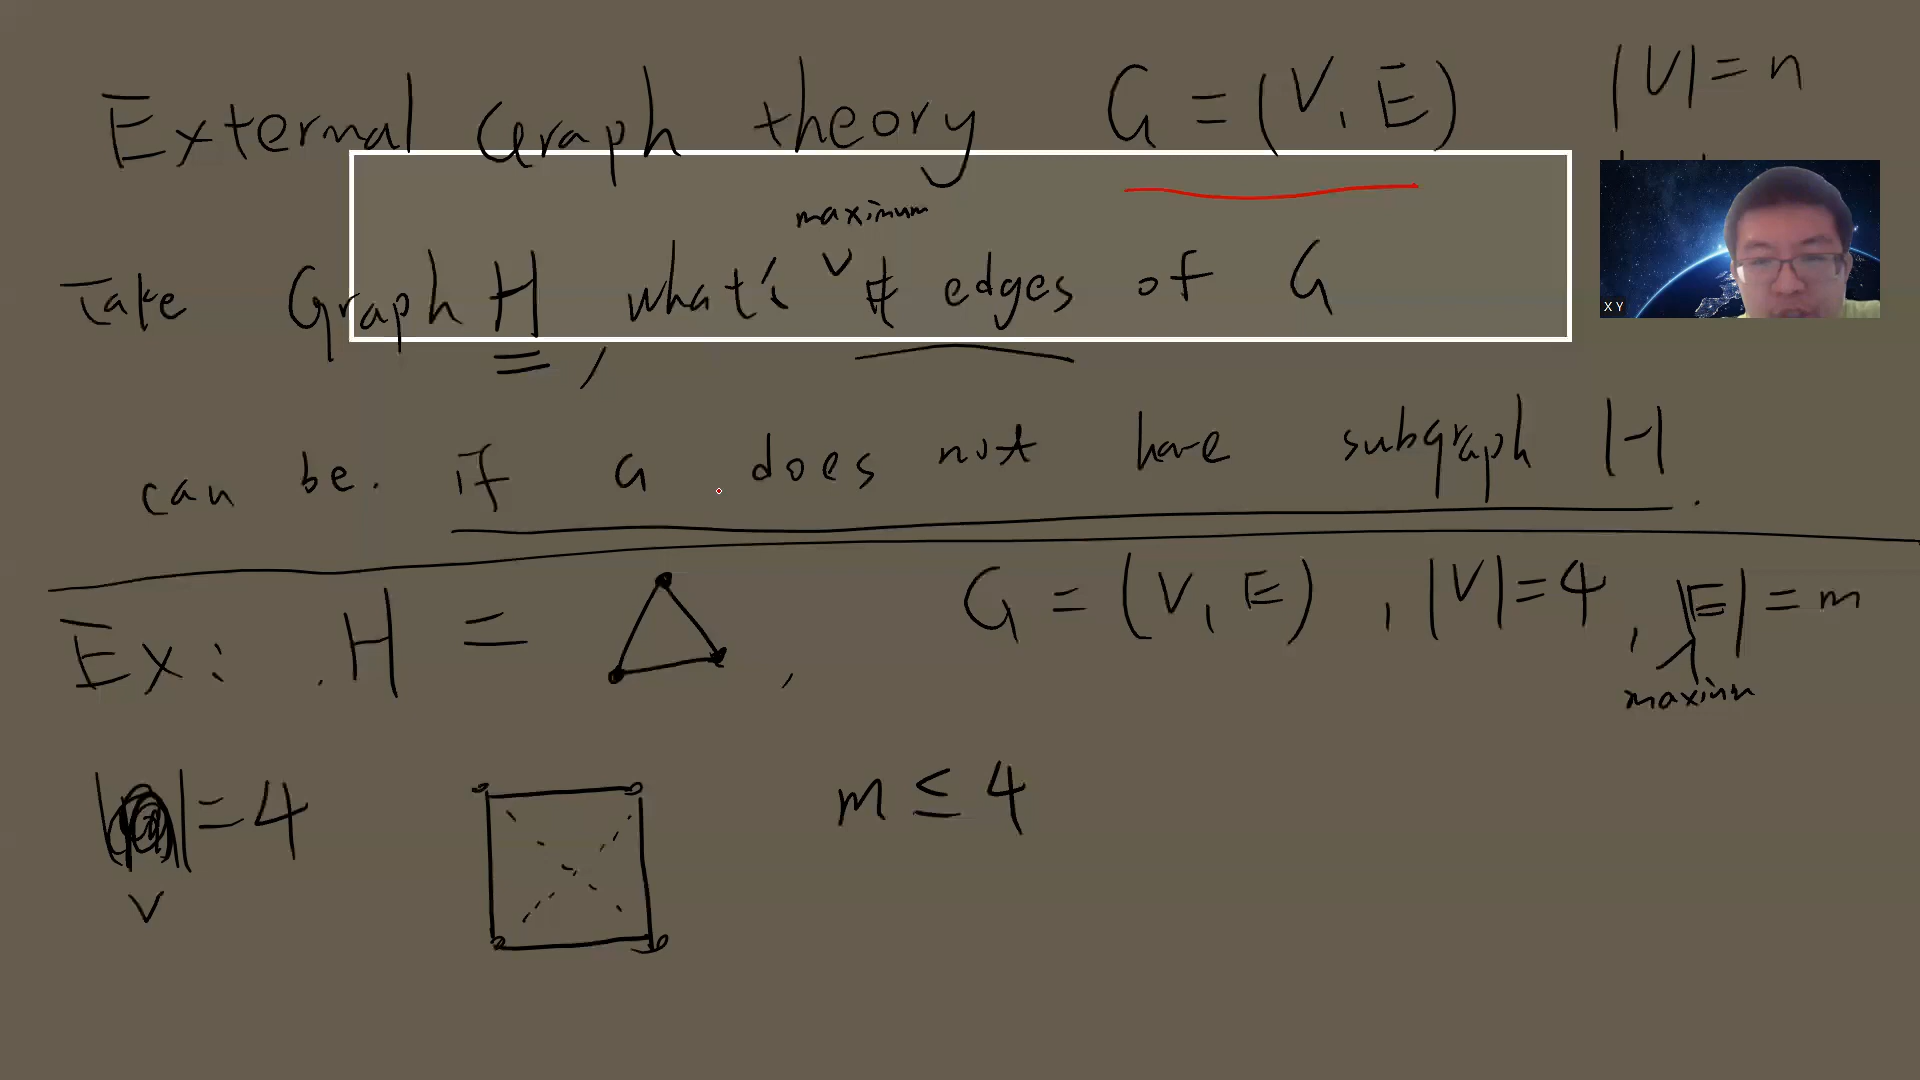 External Graph theory G = (V, E) |V| = n
maximum
Take Graph H, what's # edges of G
can be. if G does not have subgraph H.
Ex: H = , G = (V, E), |V| = 4, |E| = m
maximum
= 4 m ≤ 4
V
X Y